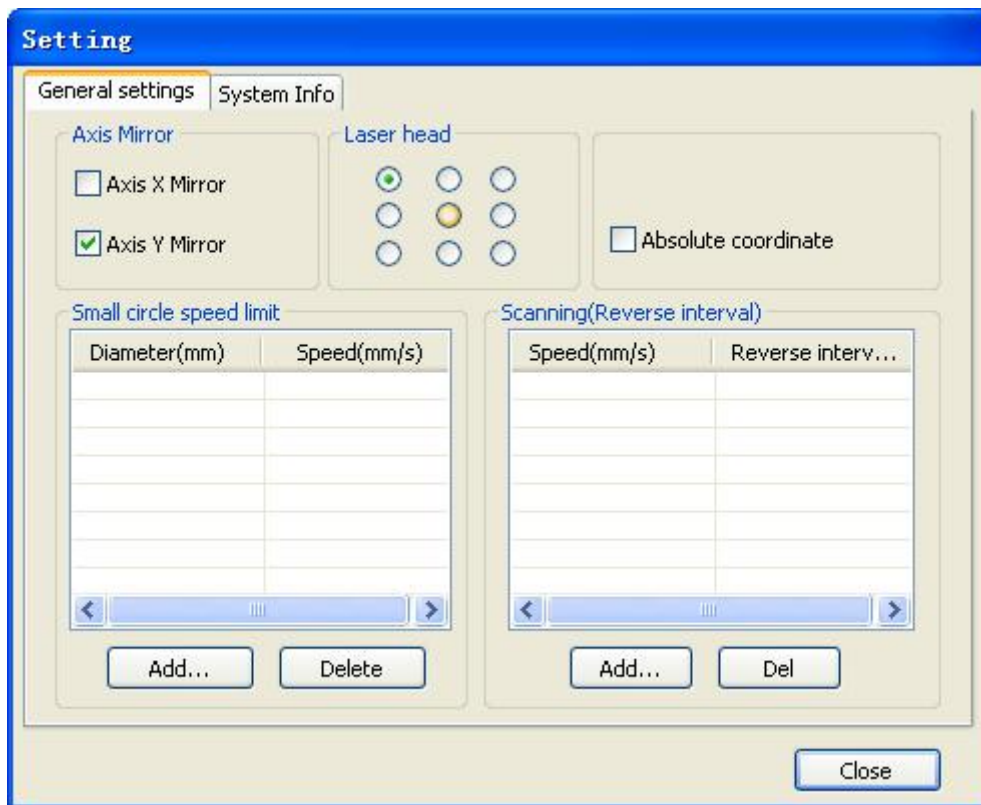 Setting
General settings System Info
Axis Mirror
Axis X Mirror
Axis Y Mirror
Laser head
Absolute coordinate
Small circle speed limit
Diameter(mm) Speed(mm/s)
Add... Delete
Scanning(Reverse interval)
Speed(mm/s) Reverse interv...
Add... Del
Close